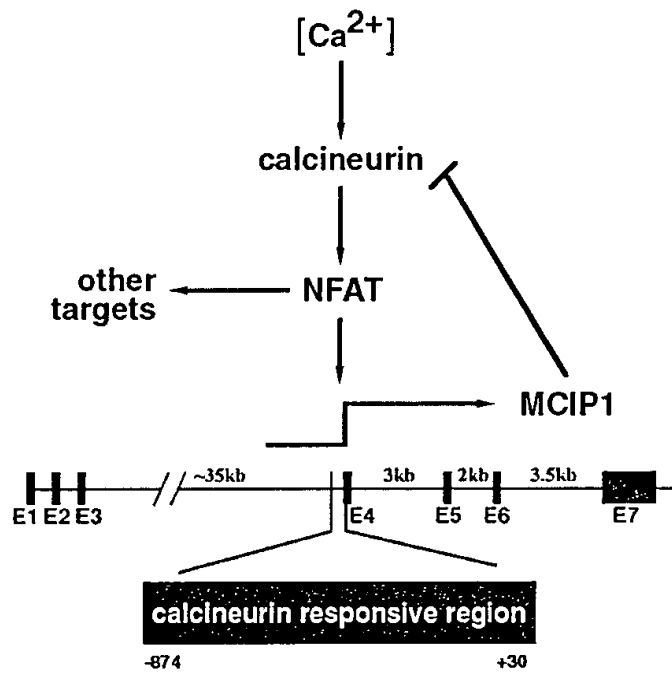 [Ca2+]
calcineurin
other
targets
NFAT
MCIP1
~35kb
3kb
2kb
3.5kb
E1
E2
E3
E4
E5
E6
E7
calcineurin responsive region
-874
+30